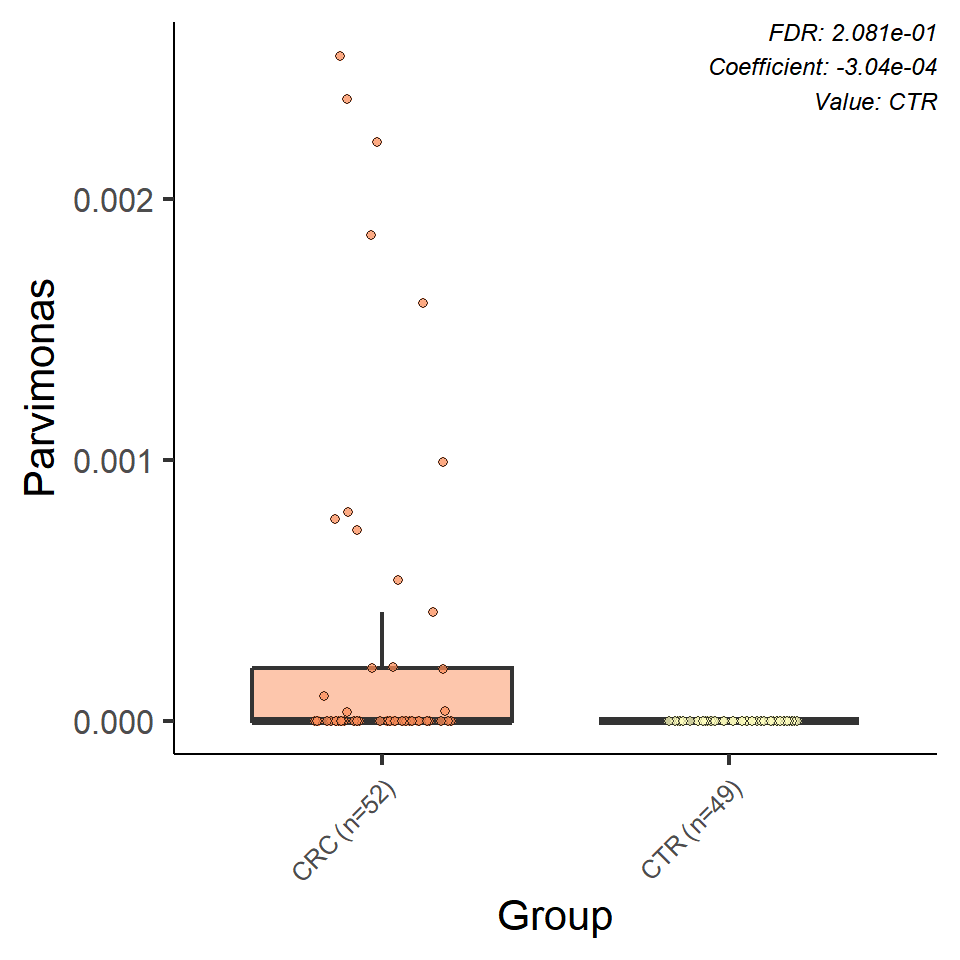 FDR: 2.081e-01
Coefficient: -3.04e-04
Value: CTR
Parvimonas
0.002
0.001
0.000
CRC (n=52)
CTR (n=49)
Group